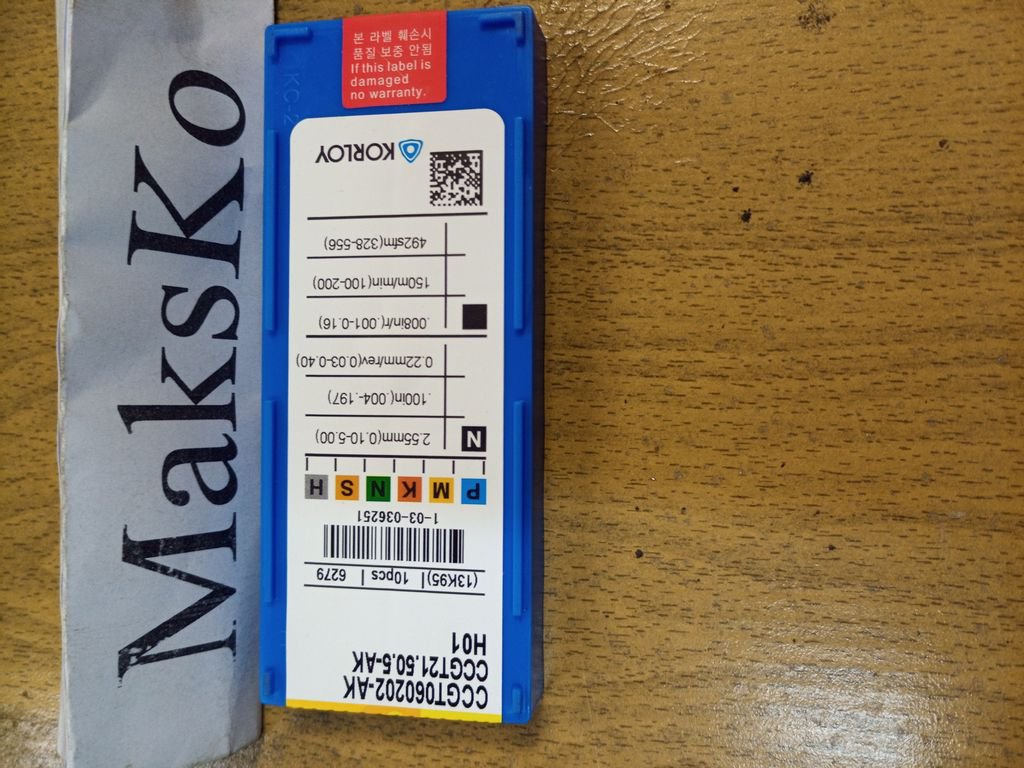 MaksKo
본 라벨 훼손시
품질 보증 안됨
If this label is
damaged
no warranty.
CCGT060202-AK
CCGT21.50.5-AK
H01
(13K95) | 10pcs | 6279
1-03-036251
P M K N S H
N
2.55mm(0.10-5.00)
.100in(.004-.197)
0.22mm/rev(0.03-0.40)
.008in/r(.001-0.16)
150m/min(100-200)
492sfm(328-556)
KORLOY